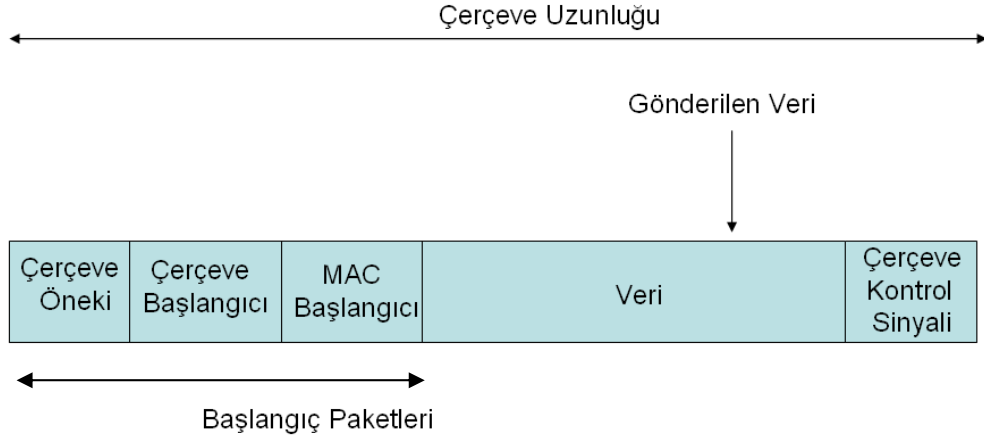 Çerçeve Uzunluğu
Gönderilen Veri
Çerçeve
Öneki
Çerçeve
Başlangıcı
MAC
Başlangıcı
Veri
Çerçeve
Kontrol
Sinyali
Başlangıç Paketleri